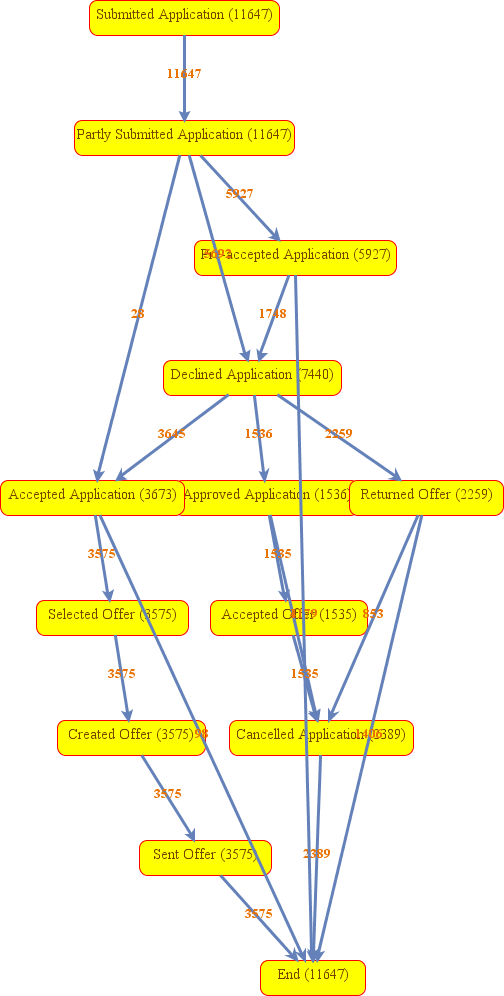 Submitted Application (11647)
11647
Partly Submitted Application (11647)
5927
accepted Application (5927)
28
1748
Declined Application (7440)
3645
1536
2259
Accepted Application (3673)
Approved Application (1536)
Returned Offer (2259)
3575
1535
Selected Offer (3575)
Accepted Offer (1535)
853
3575
1535
Created Offer (3575)
98
Cancelled Application
3575
Sent Offer (3575)
2389
3575
End (11647)